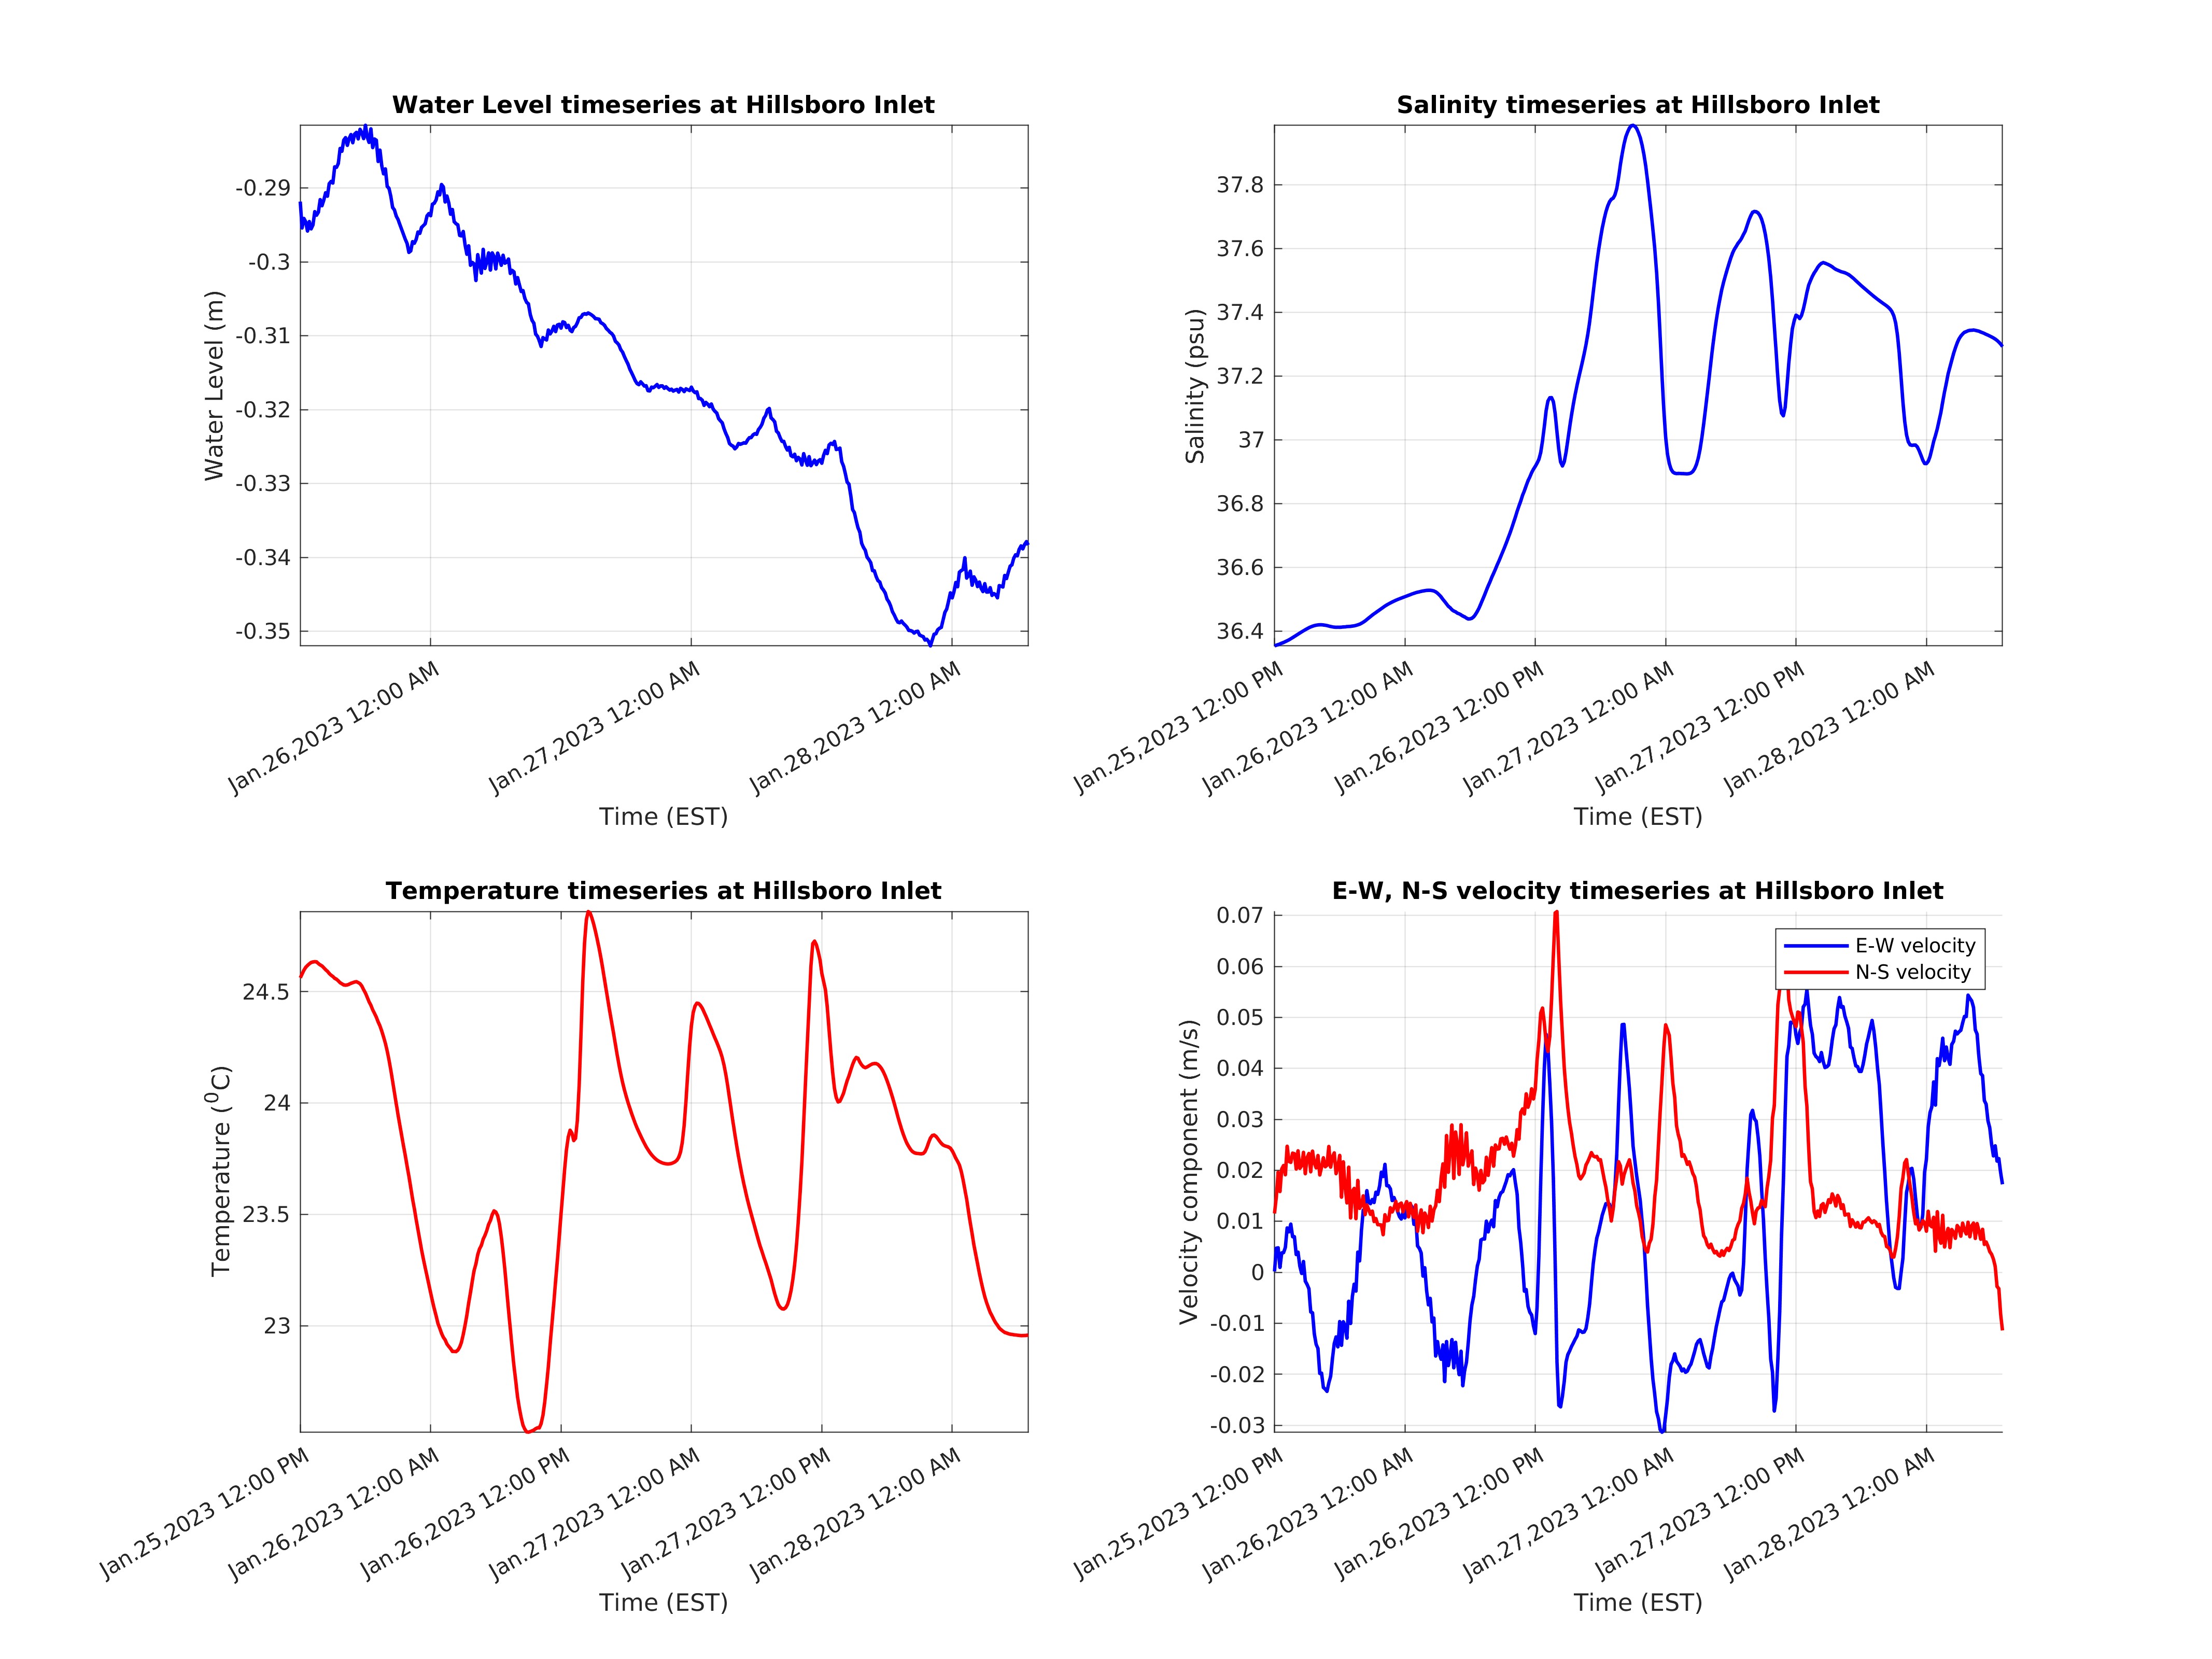 Water Level timeseries at Hillsboro Inlet
Water Level (m)
-0.29
-0.3
-0.31
-0.32
-0.33
-0.34
-0.35
Jan.26,2023 12:00 AM
Jan.27,2023 12:00 AM
Jan.28,2023 12:00 AM
Time (EST)
Salinity timeseries at Hillsboro Inlet
Salinity (psu)
37.8
37.6
37.4
37.2
37
36.8
36.6
36.4
Jan.25,2023 12:00 PM
Jan.26,2023 12:00 AM
Jan.26,2023 12:00 PM
Jan.27,2023 12:00 AM
Jan.27,2023 12:00 PM
Jan.28,2023 12:00 AM
Time (EST)
Temperature timeseries at Hillsboro Inlet
Temperature (⁰C)
24.5
24
23.5
23
Jan.25,2023 12:00 PM
Jan.26,2023 12:00 AM
Jan.26,2023 12:00 PM
Jan.27,2023 12:00 AM
Jan.27,2023 12:00 PM
Jan.28,2023 12:00 AM
Time (EST)
E-W, N-S velocity timeseries at Hillsboro Inlet
Velocity component (m/s)
0.07
0.06
0.05
0.04
0.03
0.02
0.01
0
-0.01
-0.02
-0.03
E-W velocity
N-S velocity
Jan.25,2023 12:00 PM
Jan.26,2023 12:00 AM
Jan.26,2023 12:00 PM
Jan.27,2023 12:00 AM
Jan.27,2023 12:00 PM
Jan.28,2023 12:00 AM
Time (EST)